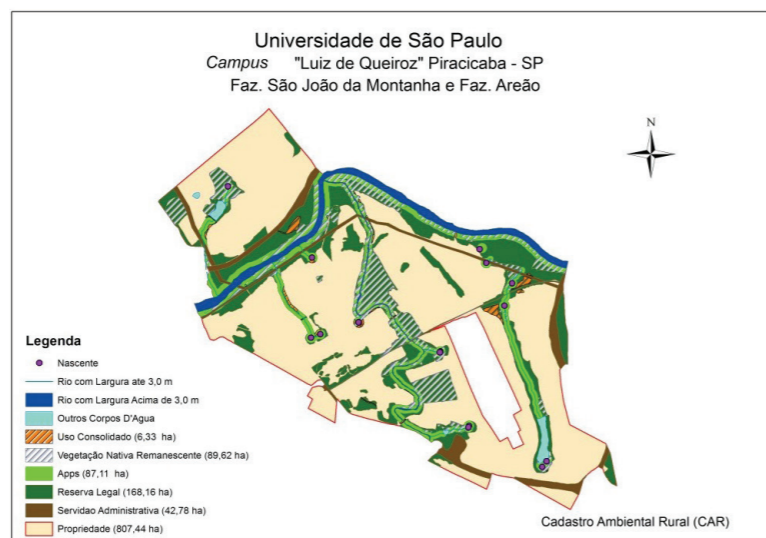 Universidade de São Paulo
Campus "Luiz de Queiroz" Piracicaba - SP
Faz. São João da Montanha e Faz. Areão
N
Legenda
Nascente
Rio com Largura até 3,0 m
Rio com Largura Acima de 3,0 m
Outros Corpos D'Agua
Uso Consolidado (6,33 ha)
Vegetação Nativa Remanescente (89,62 ha)
Apps (87,11 ha)
Reserva Legal (168,16 ha)
Servidao Administrativa (42,78 ha)
Propriedade (807,44 ha)
Cadastro Ambiental Rural (CAR)